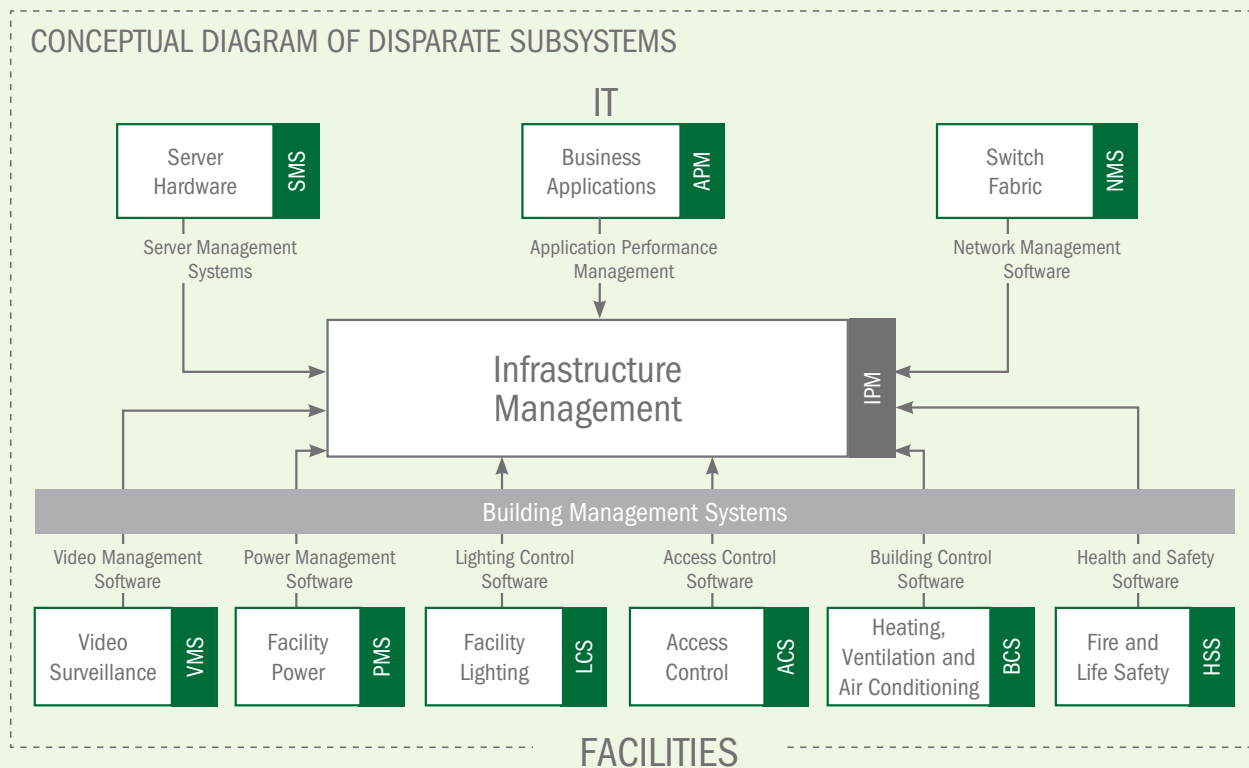 CONCEPTUAL DIAGRAM OF DISPARATE SUBSYSTEMS
IT
Server
Hardware
SMS
Business
Applications
APM
Switch
Fabric
NMS
Server Management
Systems
Application Performance
Management
Network Management
Software
Infrastructure
Management
IPM
Building Management Systems
Video Management
Software
Power Management
Software
Lighting Control
Software
Access Control
Software
Building Control
Software
Health and Safety
Software
Video
Surveillance
VMS
Facility
Power
PMS
Facility
Lighting
LCS
Access
Control
ACS
Heating,
Ventilation and
Air Conditioning
BCS
Fire and
Life Safety
HSS
FACILITIES